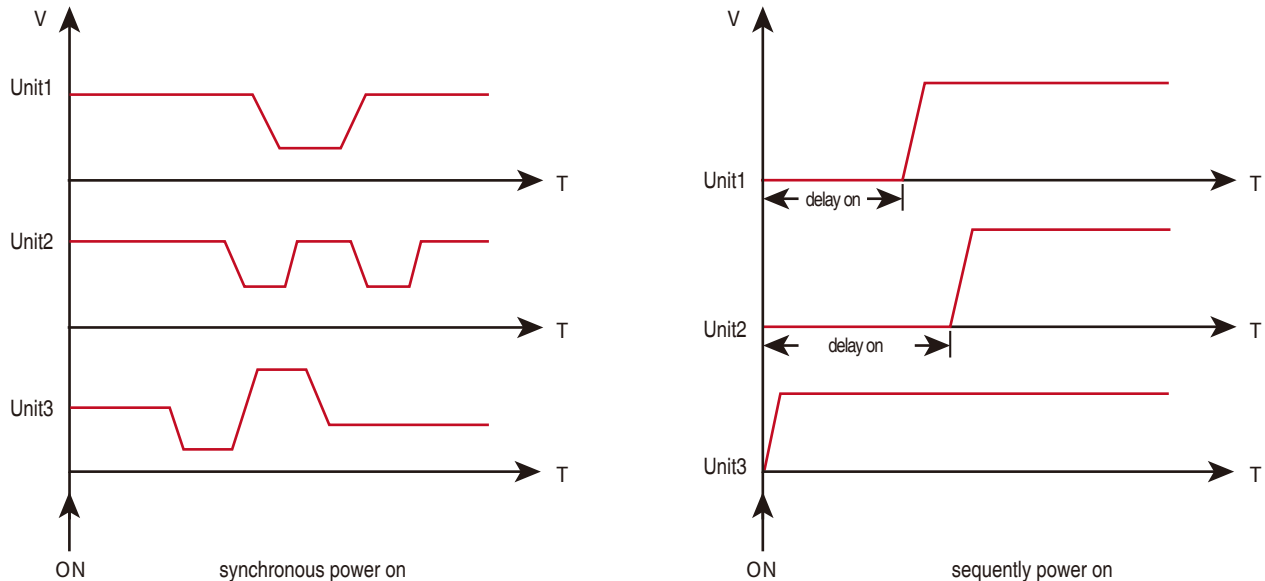 V
Unit1
T
Unit2
T
Unit3
T
ON
synchronous power on
V
Unit1
T
delay on
Unit2
T
delay on
Unit3
T
ON
sequently power on